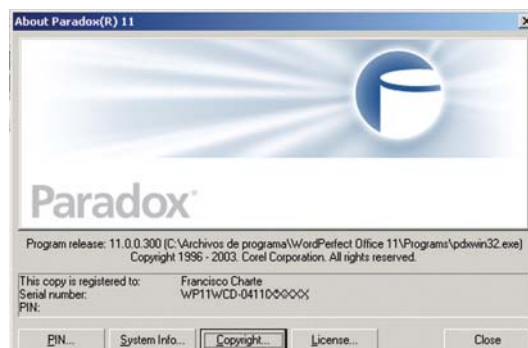 About Paradox(R) 11
Paradox®
Program release: 11.0.0.300 (C:\Archivos de programa\WordPerfect Office 11\Programs\pdxwin32.exe)
Copyright 1996 - 2003. Corel Corporation. All rights reserved.
This copy is registered to: Francisco Charte
Serial number: WP11WCD-04110XXXXX
PIN:
PIN... System Info... Copyright... License... Close